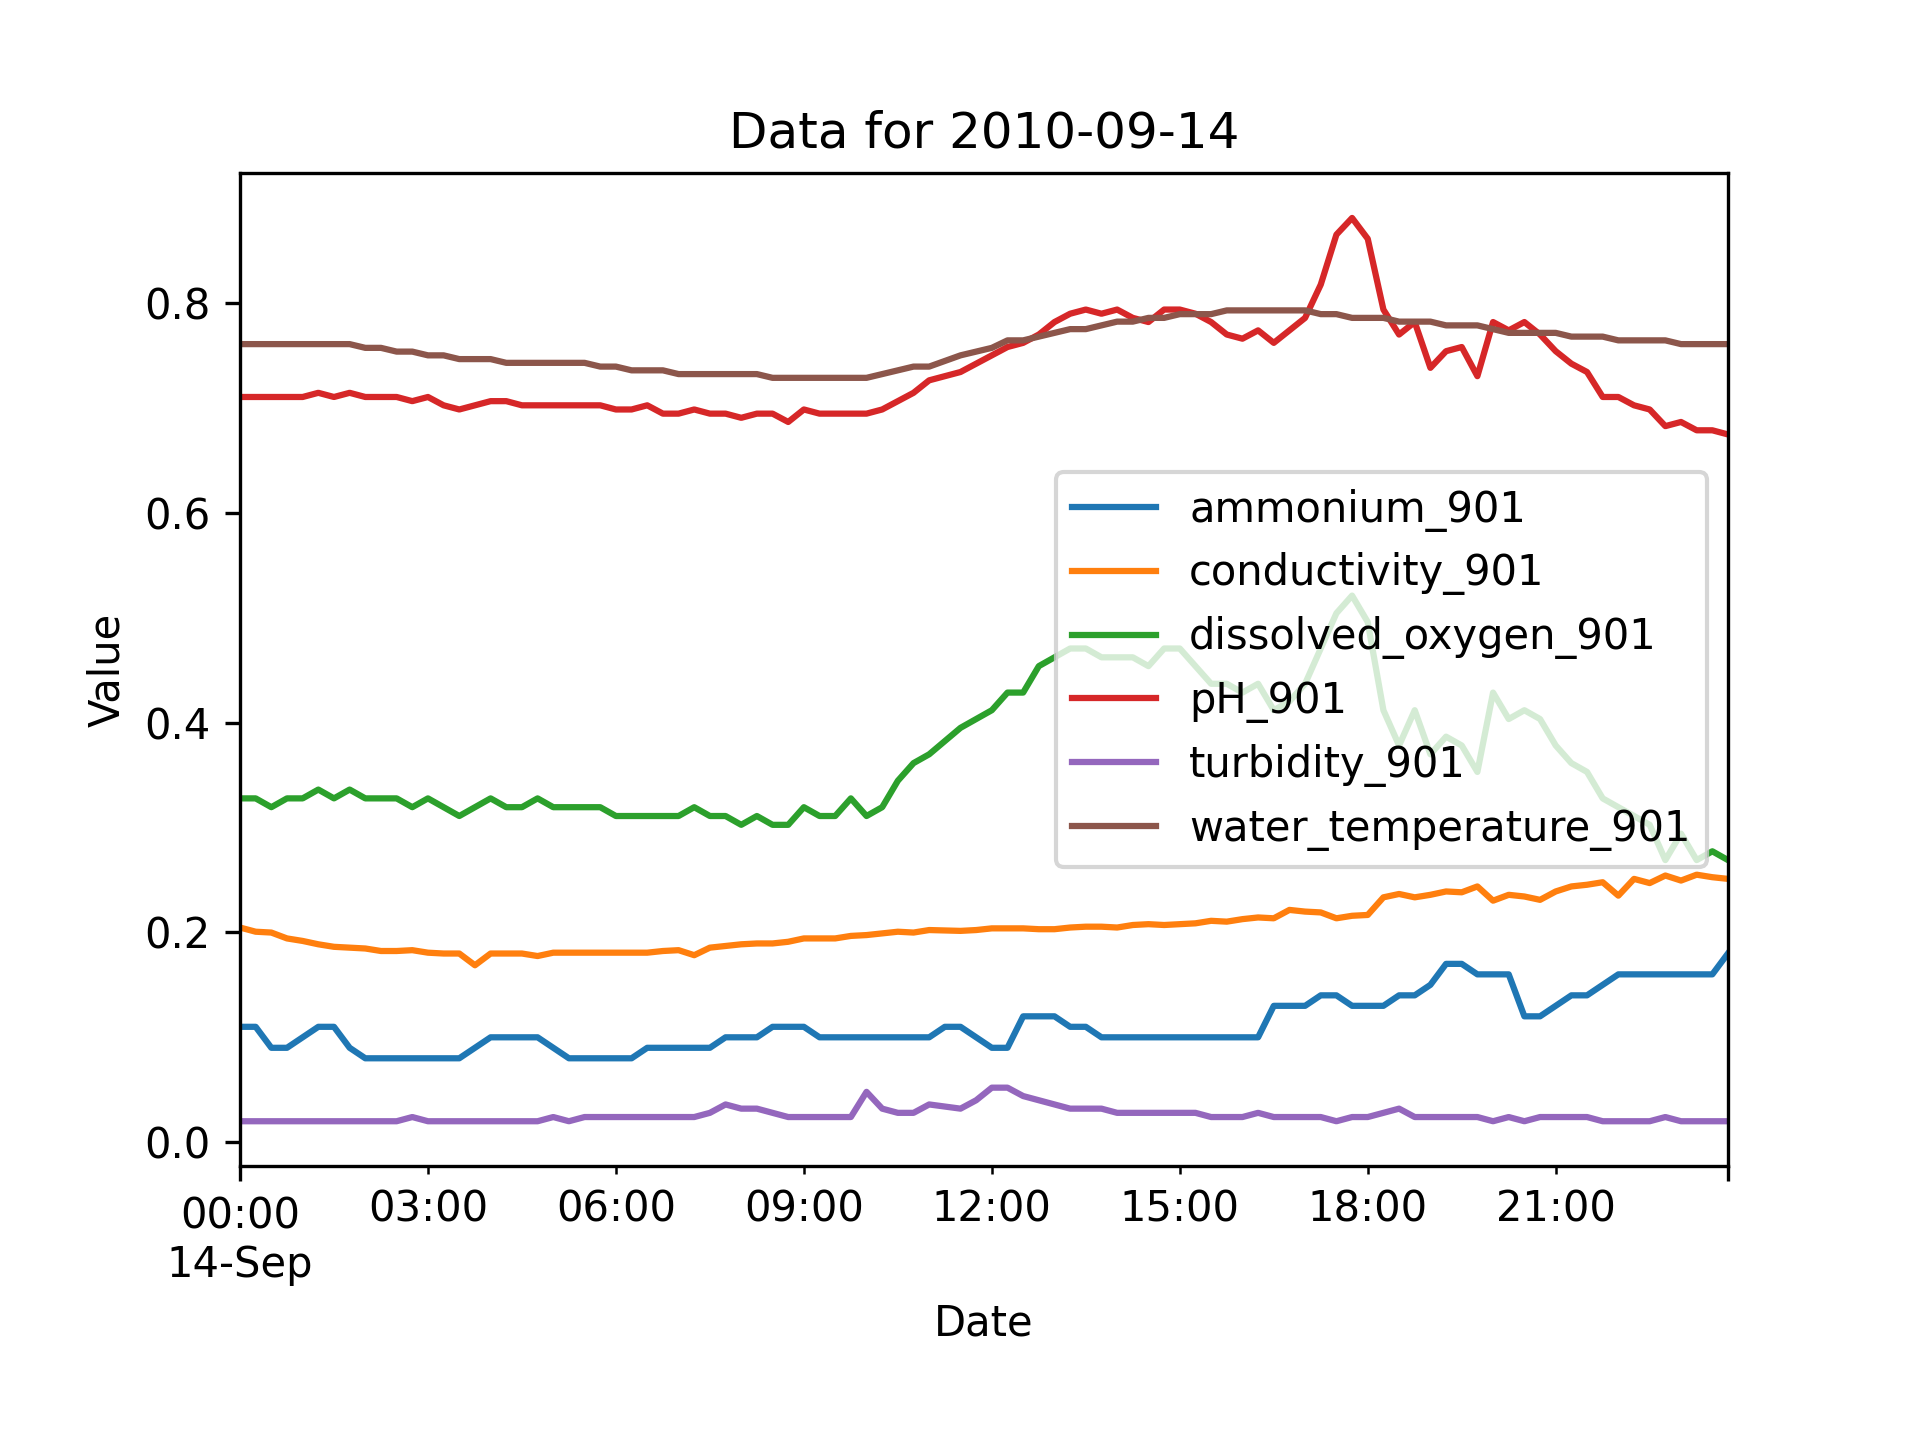 Data for 2010-09-14
Value
0.8
0.6
0.4
0.2
0.0
ammonium_901
conductivity_901
dissolved_oxygen_901
pH_901
turbidity_901
water_temperature_901
00:00 03:00 06:00 09:00 12:00 15:00 18:00 21:00
14-Sep
Date